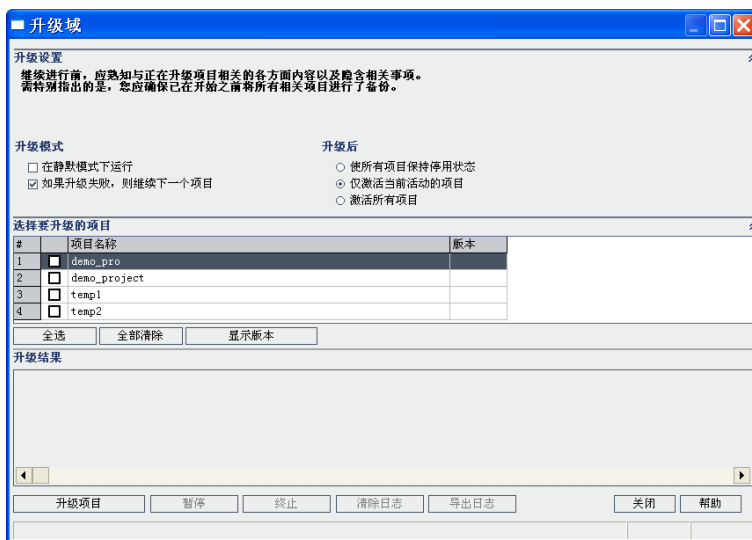 升级域
升级设置
继续进行前，应熟知与正在升级项目相关的各方面内容以及隐含相关事项。
需特别指出的是，您应确保已在开始之前将所有相关项目进行了备份。
升级模式
升级后
在静默模式下运行
使所有项目保持停用状态
如果升级失败，则继续下一个项目
仅激活当前活动的项目
激活所有项目
选择要升级的项目
# 项目名称 版本
1 demo_pro
2 demo_project
3 temp1
4 temp2
全选 全部清除 显示版本
升级结果
升级项目 暂停 终止 清除日志 导出日志 关闭 帮助